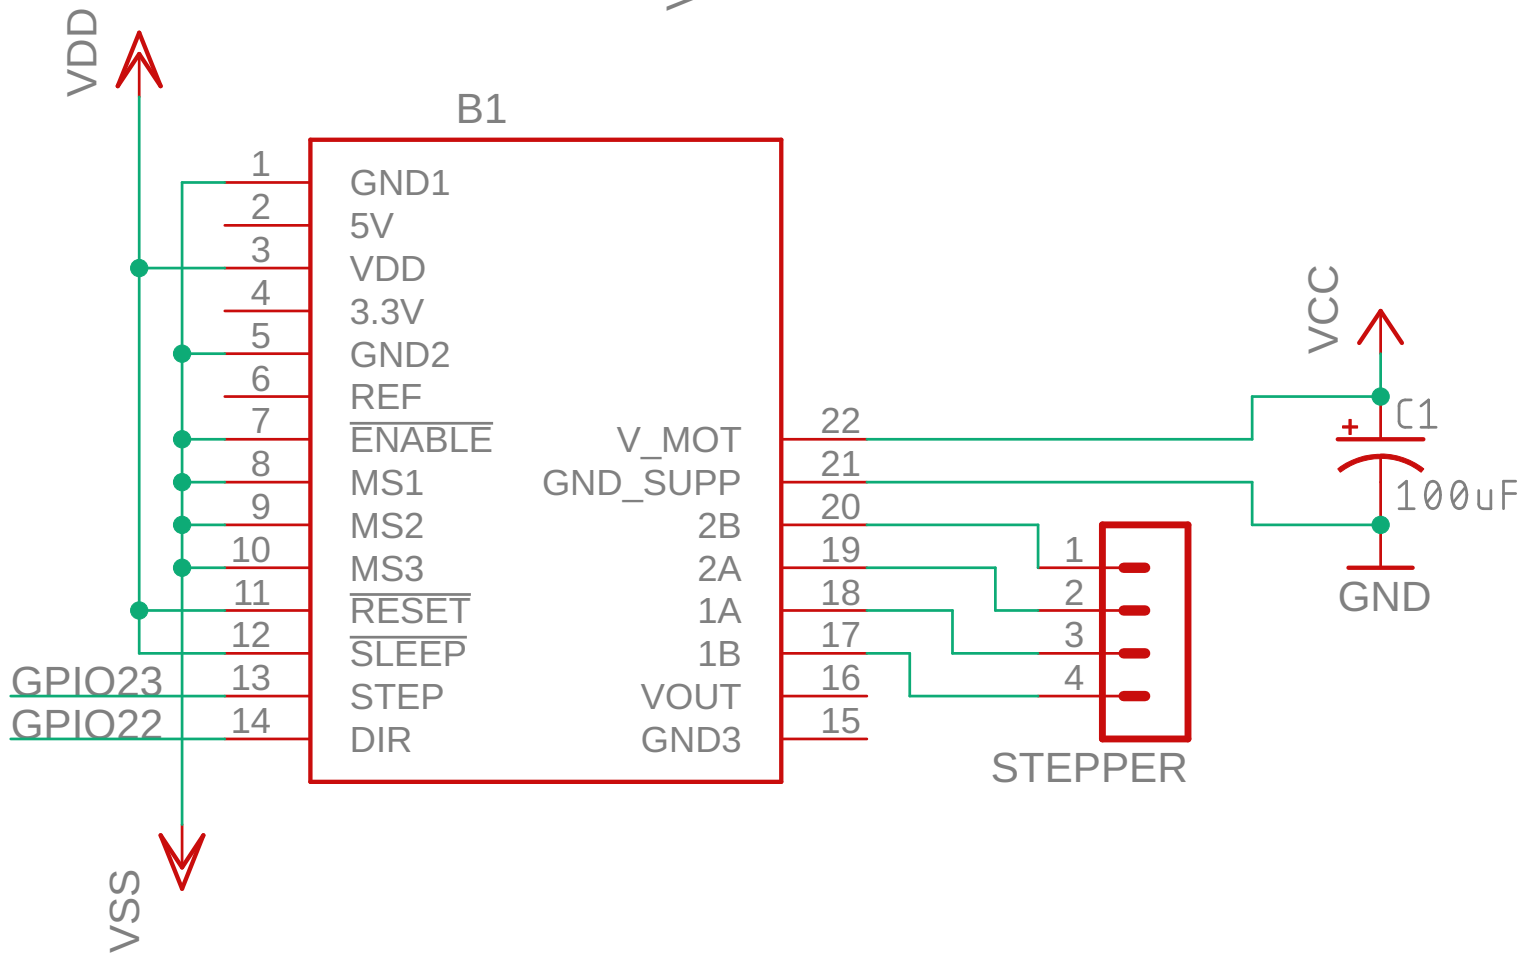 VDD
B1
1 GND1
2 5V
3 VDD
4 3.3V
5 GND2
6 REF
7 ENABLE V_MOT 22
8 MS1 GND_SUPP 21
9 MS2 2B 20
10 MS3 2A 19
11 RESET 1A 18
12 SLEEP 1B 17
GPIO23 13 STEP VOUT 16
GPIO22 14 DIR GND3 15
1
2
3
4
STEPPER
VCC
+ C1
100uF
GND
VSS